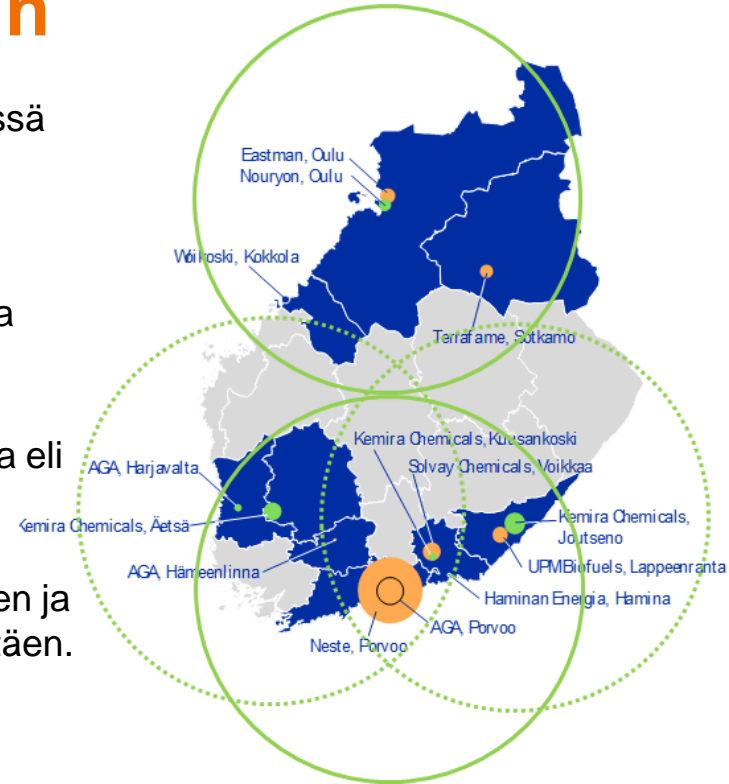 n
ssä
a
a eli
en ja
täen.
Eastman, Oulu
Nouryon, Oulu
Woikoski, Kokkola
Terrafame, Sotkamo
Kemira Chemicals, Kuusankoski
Solvay Chemicals, Voikkaa
AGA, Harjavalta
Kemira Chemicals, Äetsä
Kemira Chemicals,
Joutseno
UPM Biofuels, Lappeenranta
AGA, Hämeenlinna
Haminan Energia, Hamina
AGA, Porvoo
Neste, Porvoo